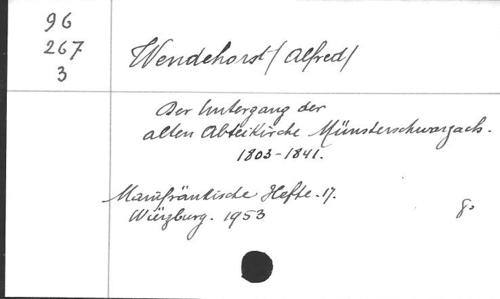 96
267
3
Wendehorst/Alfred/
Der Untergang der
alten Abteikirche Münsterschwarzach.
1803-1841.
Mainfränkische Hefte. 17.
Würzburg. 1953
8°